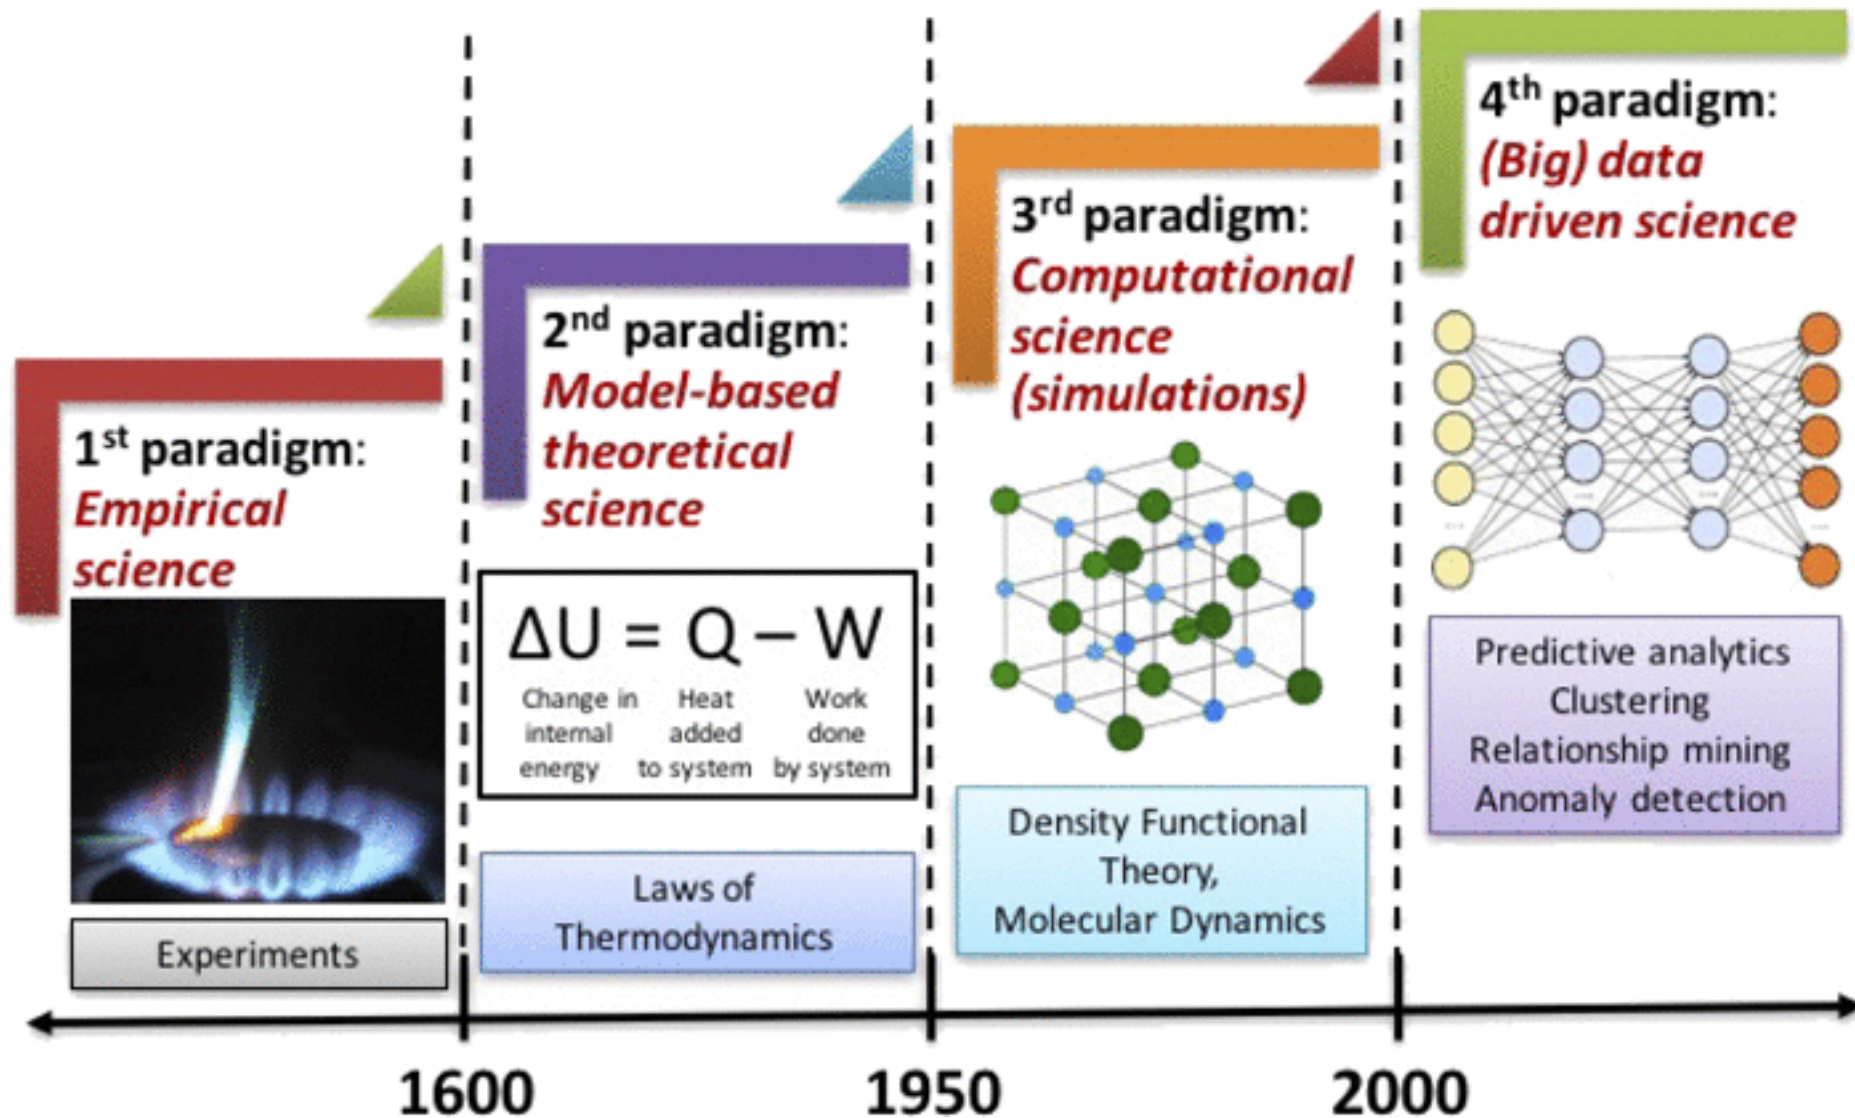 1st paradigm:
Empirical
science
Experiments
2nd paradigm:
Model-based
theoretical
science
ΔU = Q – W
Change in internal energy
Heat added to system
Work done by system
Laws of
Thermodynamics
3rd paradigm:
Computational
science
(simulations)
Density Functional
Theory,
Molecular Dynamics
4th paradigm:
(Big) data
driven science
Predictive analytics
Clustering
Relationship mining
Anomaly detection
1600
1950
2000